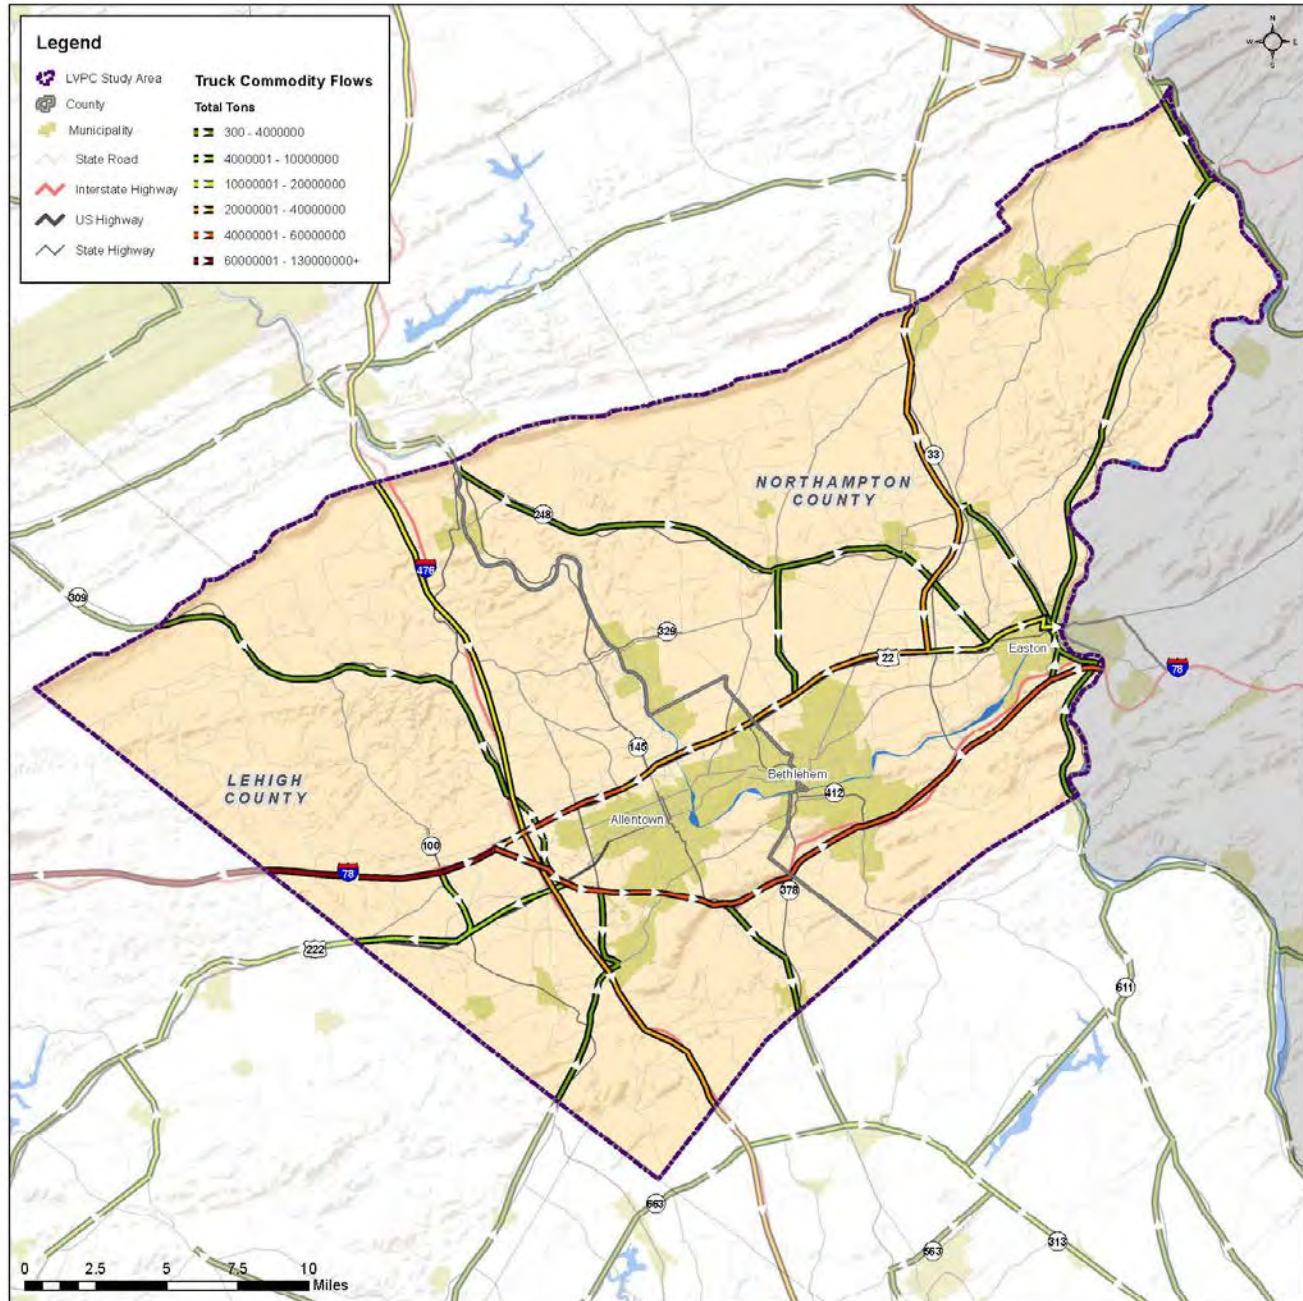 Legend
LVPC Study Area
County
Municipality
State Road
Interstate Highway
US Highway
State Highway
Truck Commodity Flows
Total Tons
300 - 4000000
4000001 - 10000000
10000001 - 20000000
20000001 - 40000000
40000001 - 60000000
60000001 - 130000000+
N
W E
S
33
NORTHAMPTON
COUNTY
248
476
309
329
22
Easton
78
145
LEHIGH
COUNTY
Bethlehem
412
Allentown
100
78
378
222
611
663
563
313
0 2.5 5 7.5 10
Miles